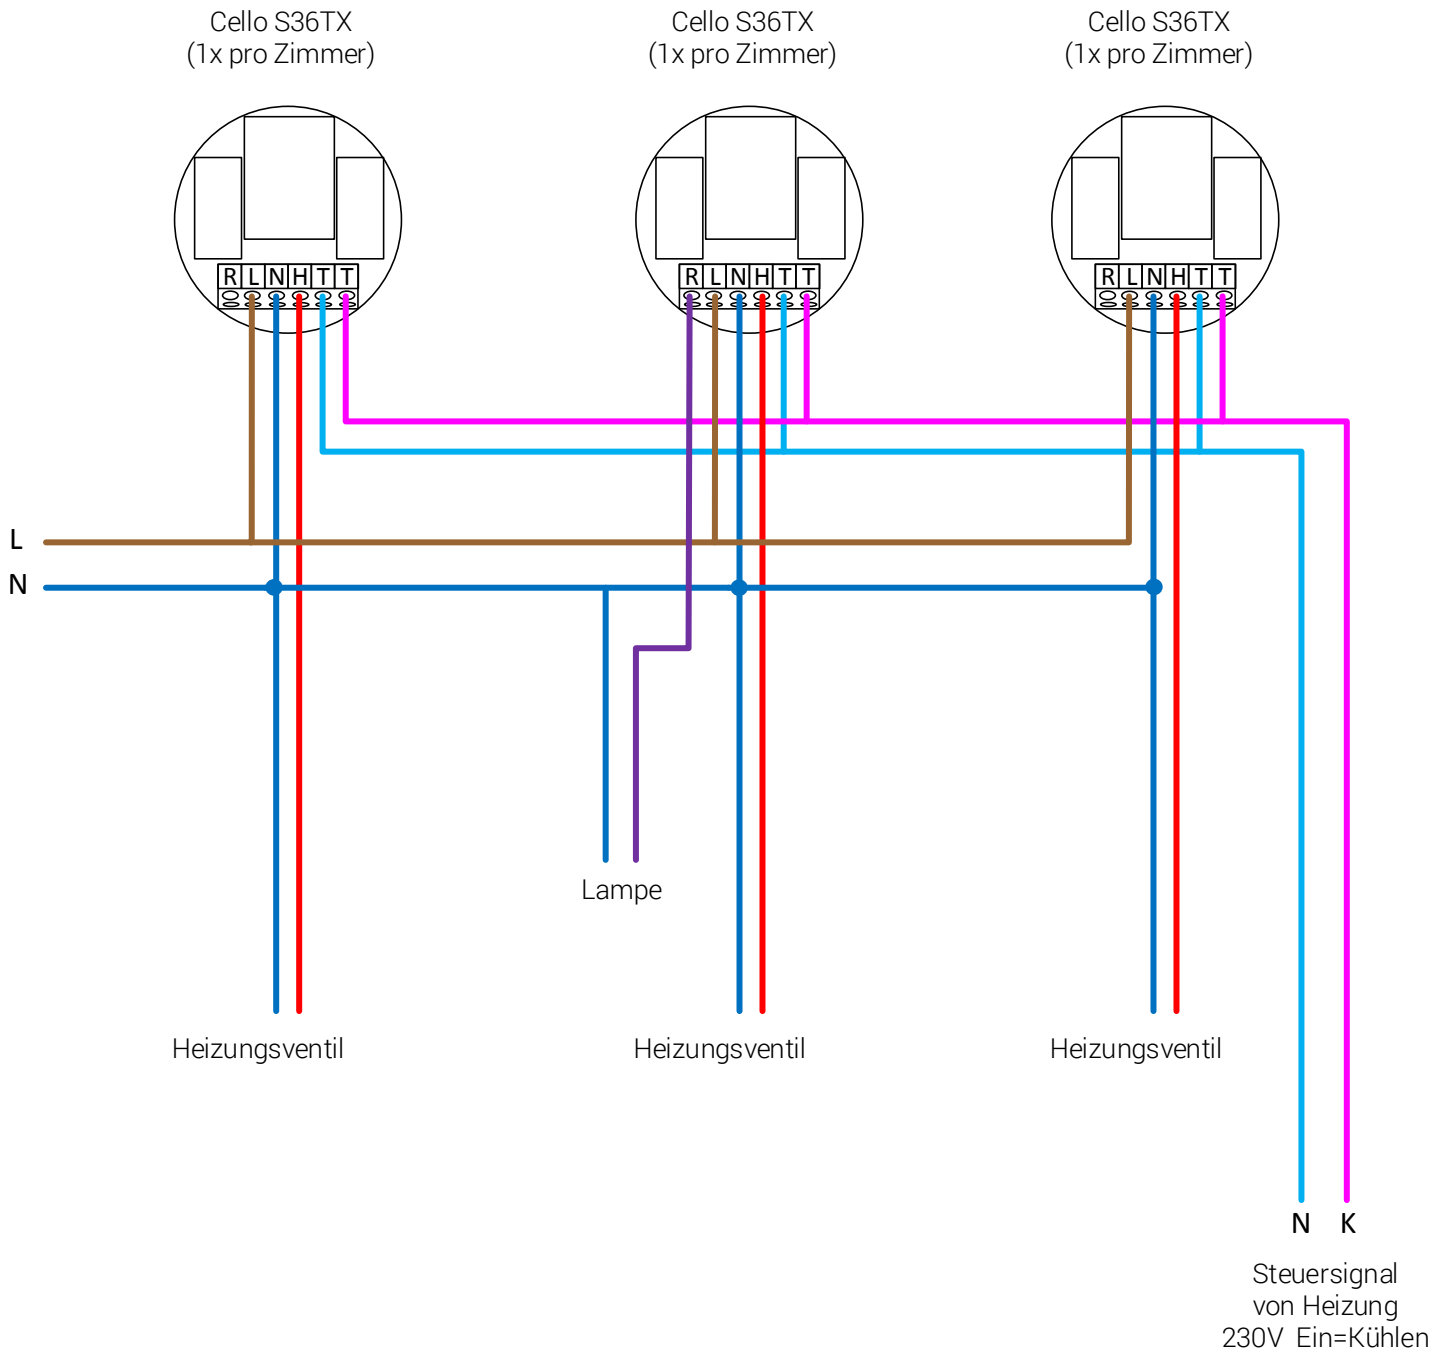 Cello S36TX
(1x pro Zimmer)
Cello S36TX
(1x pro Zimmer)
Cello S36TX
(1x pro Zimmer)
R L N H T T
R L N H T T
R L N H T T
L
N
Lampe
Heizungsventil
Heizungsventil
Heizungsventil
N K
Steuersignal
von Heizung
230V Ein=Kühlen